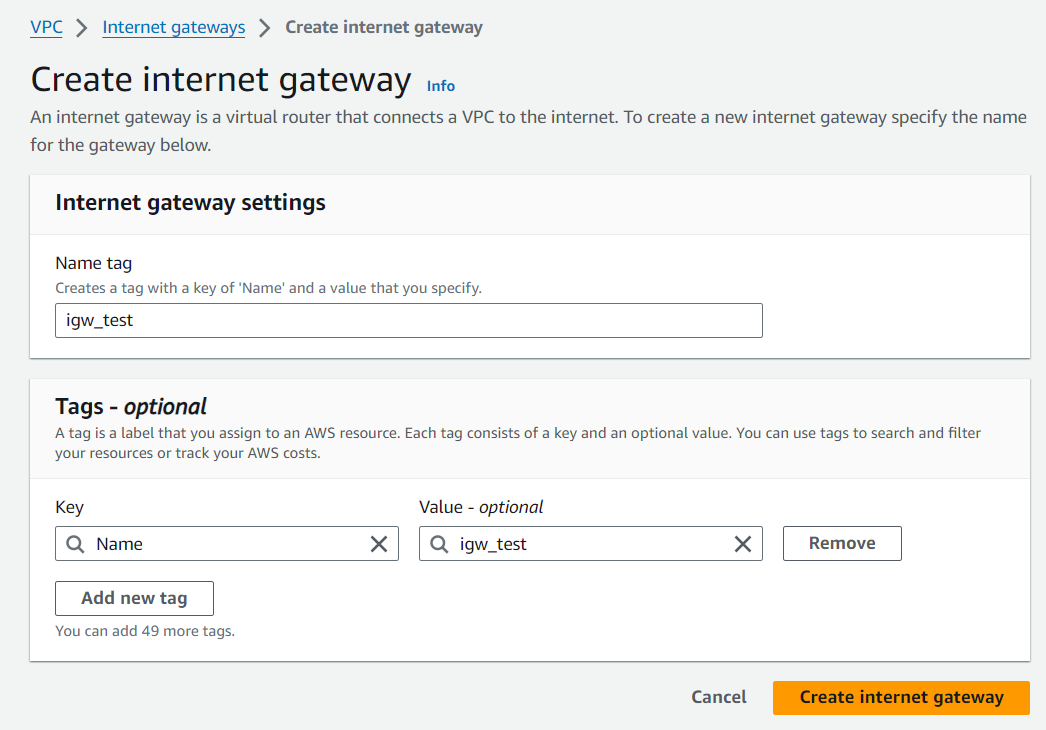 VPC > Internet gateways > Create internet gateway
Create internet gateway Info
An internet gateway is a virtual router that connects a VPC to the internet. To create a new internet gateway specify the name
for the gateway below.
Internet gateway settings
Name tag
Creates a tag with a key of 'Name' and a value that you specify.
igw_test
Tags - optional
A tag is a label that you assign to an AWS resource. Each tag consists of a key and an optional value. You can use tags to search and filter
your resources or track your AWS costs.
Key Value - optional
Name igw_test Remove
Add new tag
You can add 49 more tags.
Cancel Create internet gateway